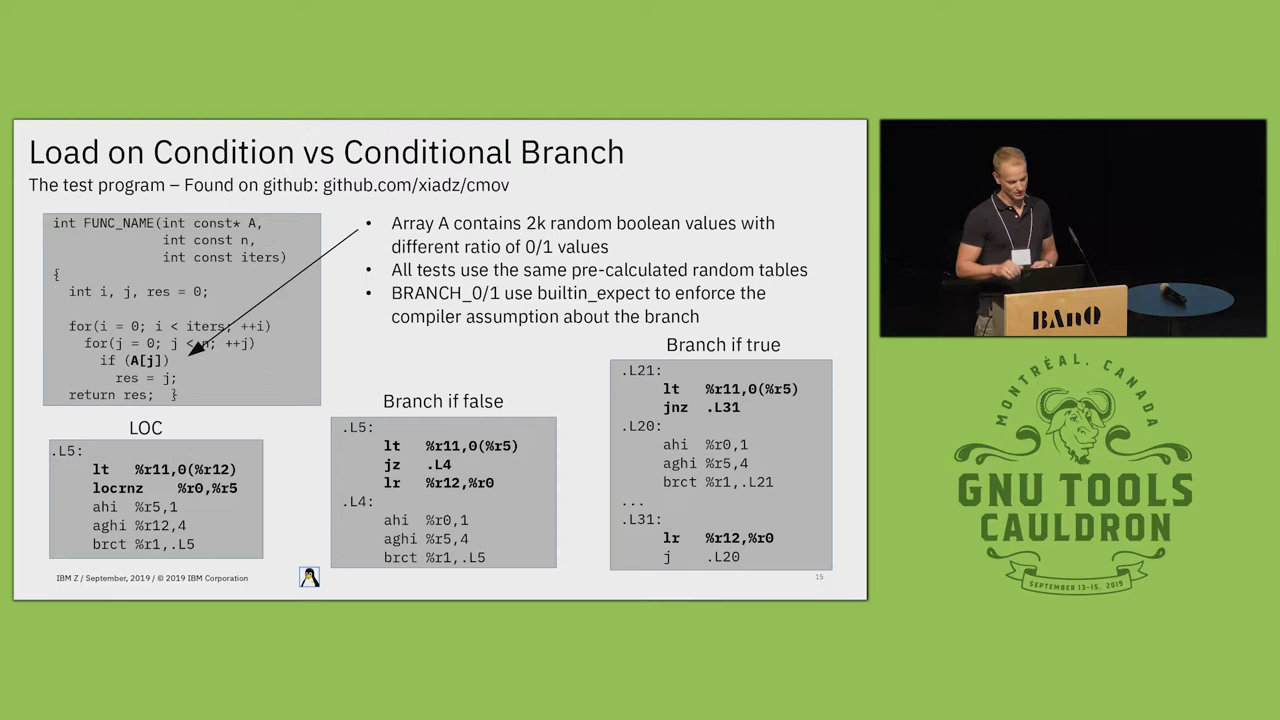 Load on Condition vs Conditional Branch
The test program – Found on github: github.com/xiadz/cmov
int FUNC_NAME(int const* A,
int const n,
int const iters)
{
int i, j, res = 0;
for(i = 0; i < iters; ++i)
for(j = 0; j < n; ++j)
if (A[j])
res = j;
return res; }
• Array A contains 2k random boolean values with
different ratio of 0/1 values
• All tests use the same pre-calculated random tables
• BRANCH_0/1 use builtin_expect to enforce the
compiler assumption about the branch
LOC
.L5:
lt %r11,0(%r12)
locrnz %r0,%r5
ahi %r5,1
aghi %r12,4
brct %r1,.L5
Branch if false
.L5:
lt %r11,0(%r5)
jz .L4
lr %r12,%r0
.L4:
ahi %r0,1
aghi %r5,4
brct %r1,.L5
Branch if true
.L21:
lt %r11,0(%r5)
jnz .L31
.L20:
ahi %r0,1
aghi %r5,4
brct %r1,.L21
...
.L31:
lr %r12,%r0
j .L20
IBM Z / September, 2019 / © 2019 IBM Corporation
15
BAnQ
MONTRÉAL, CANADA
GNU TOOLS
CAULDRON
SEPTEMBER 13-15, 2019